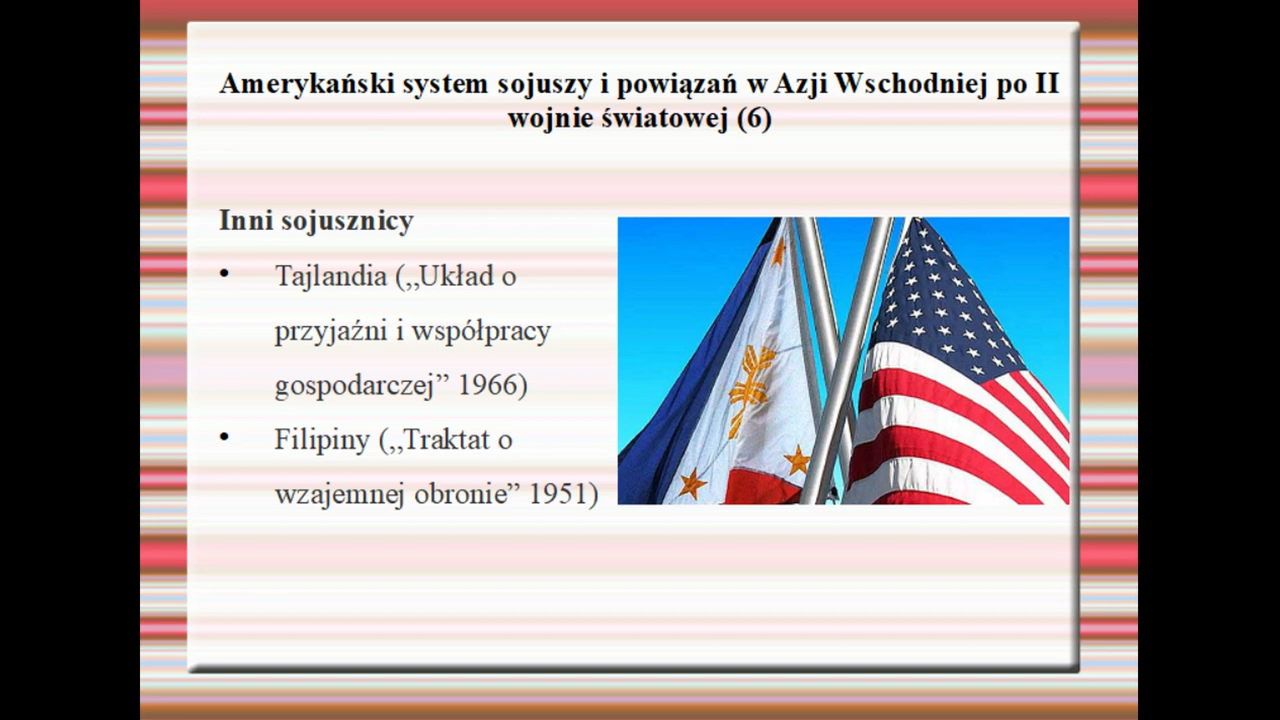 Amerykański system sojuszy i powiązań w Azji Wschodniej po II
wojnie światowej (6)
Inni sojusznicy
• Tajlandia (,,Układ o
przyjaźni i współpracy
gospodarczej” 1966)
• Filipiny (,,Traktat o
wzajemnej obronie” 1951)